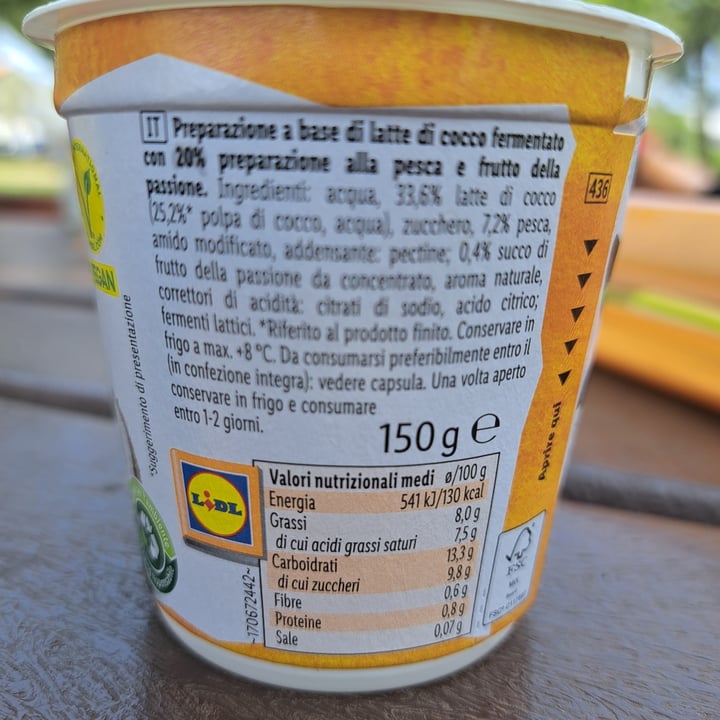 IT Preparazione a base di latte di cocco fermentato
con 20% preparazione alla pesca e frutto della
passione. Ingredienti: acqua, 33,6% latte di cocco
(25,2%* polpa di cocco, acqua), zucchero, 7,2% pesca,
amido modificato, addensante: pectine; 0,4% succo di
frutto della passione da concentrato, aroma naturale,
correttori di acidità: citrati di sodio, acido citrico;
fermenti lattici. *Riferito al prodotto finito. Conservare in
frigo a max. +8 °C. Da consumarsi preferibilmente entro il
(in confezione integra): vedere capsula. Una volta aperto
conservare in frigo e consumare
entro 1-2 giorni.
150 g e
Valori nutrizionali medi ø/100 g
Energia 541 kJ/130 kcal
Grassi 8,0 g
di cui acidi grassi saturi 7,5 g
Carboidrati 13,3 g
di cui zuccheri 9,8 g
Fibre 0,6 g
Proteine 0,8 g
Sale 0,07 g
LIDL
~170672442~
*Suggerimento di presentazione
436
Aprire qui
FSC
MIX